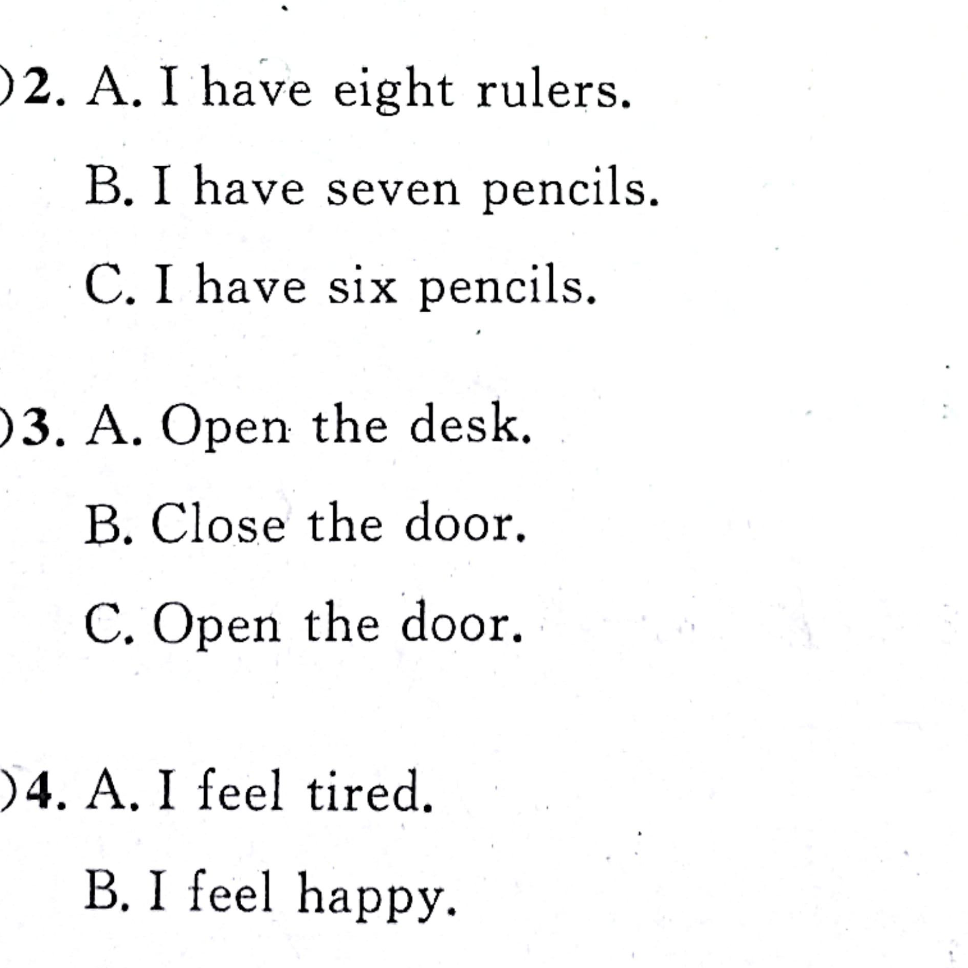 )2. A. I have eight rulers.
B. I have seven pencils.
C. I have six pencils.
)3. A. Open the desk.
B. Close the door.
C. Open the door.
)4. A. I feel tired.
B. I feel happy.